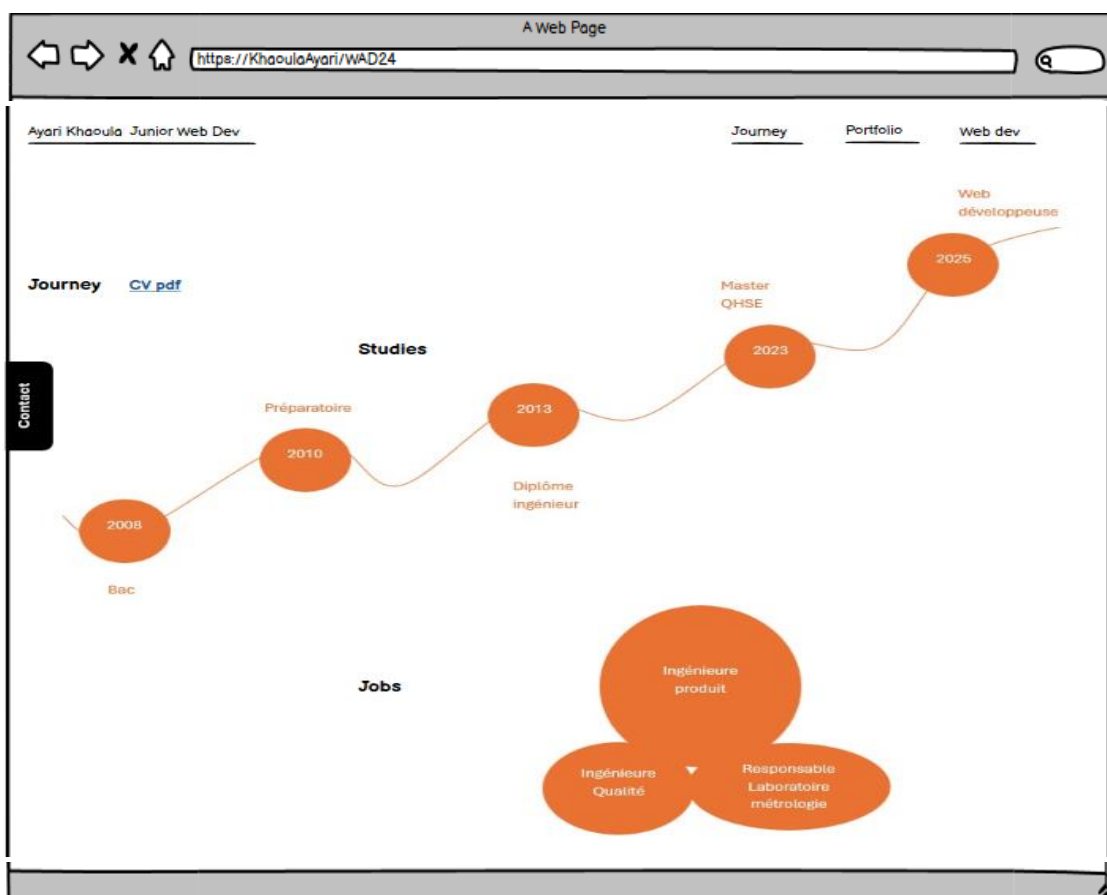 A Web Page
https://KhaoulaAyari/WAD24
Ayari Khaoula Junior Web Dev
Journey
Portfolio
Web dev
Web
développeuse
2025
Journey
CV pdf
Master
QHSE
2023
Studies
Contact
Préparatoire
2013
2010
Diplôme
ingénieur
2008
Bac
Jobs
Ingénieure
produit
Ingénieure
Qualité
Responsable
Laboratoire
métrologie